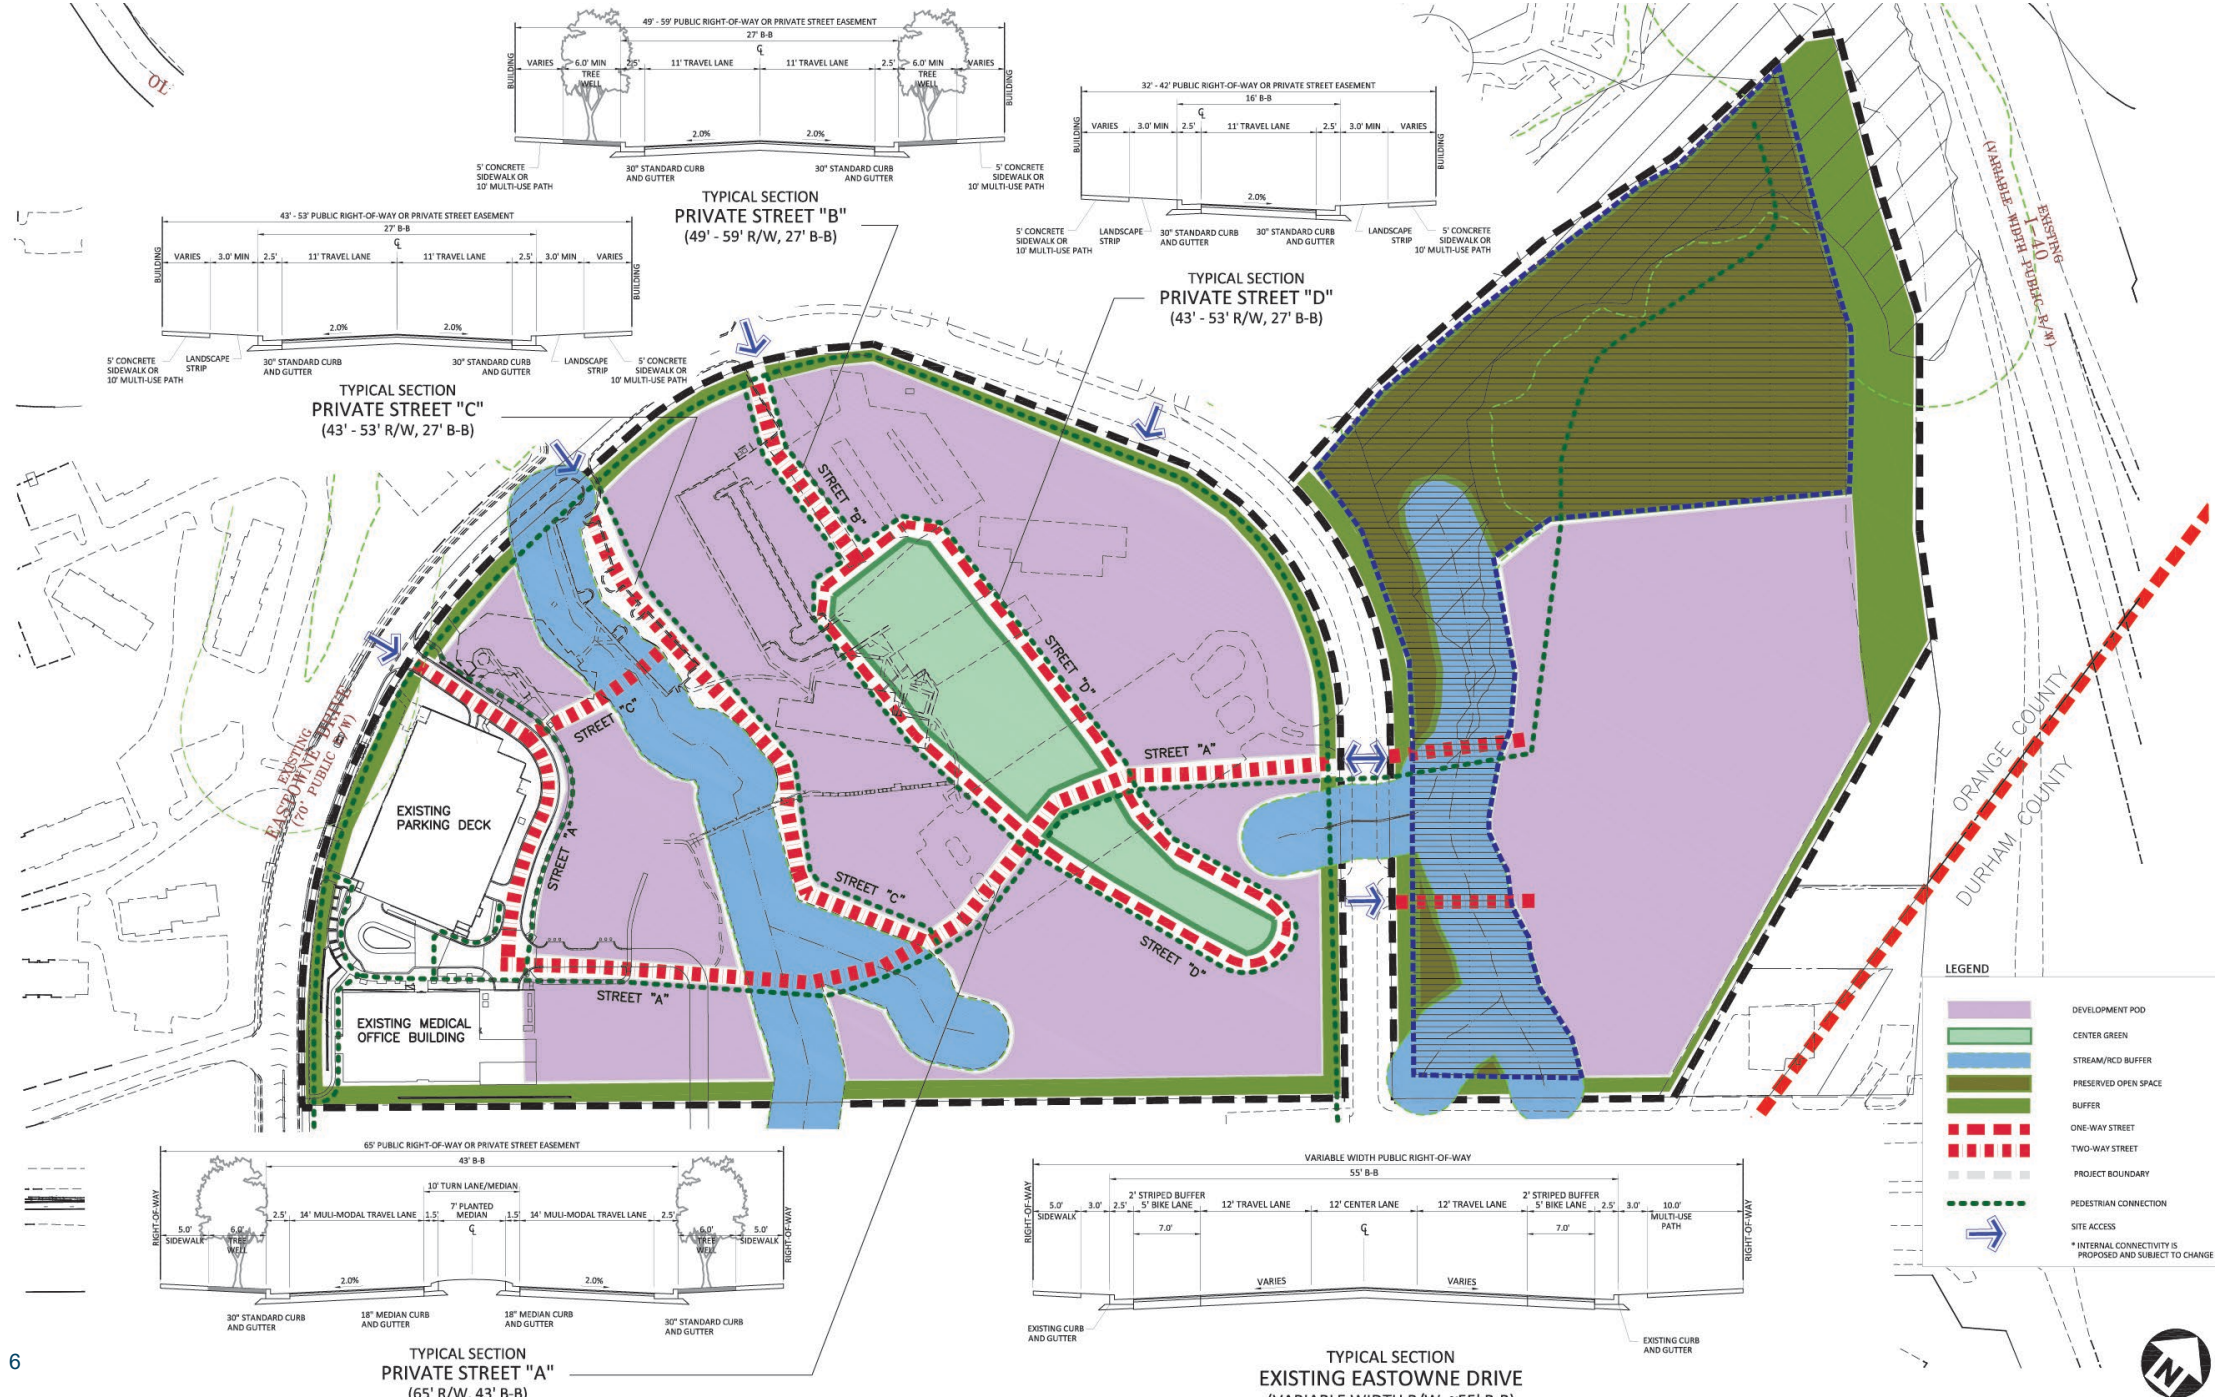 49' - 59' PUBLIC RIGHT-OF-WAY OR PRIVATE STREET EASEMENT
27' B-B
BUILDING
VARIES
6.0' MIN
TREE
WELL
2.5'
11' TRAVEL LANE
11' TRAVEL LANE
2.5'
6.0' MIN
TREE
WELL
VARIES
BUILDING
2.0%
2.0%
5' CONCRETE
SIDEWALK OR
10' MULTI-USE PATH
30" STANDARD CURB
AND GUTTER
30" STANDARD CURB
AND GUTTER
5' CONCRETE
SIDEWALK OR
10' MULTI-USE PATH
TYPICAL SECTION
PRIVATE STREET "B"
(49' - 59' R/W, 27' B-B)
32' - 42' PUBLIC RIGHT-OF-WAY OR PRIVATE STREET EASEMENT
16' B-B
BUILDING
VARIES
3.0' MIN
2.5'
11' TRAVEL LANE
2.5'
3.0' MIN
VARIES
BUILDING
2.0%
5' CONCRETE
SIDEWALK OR
10' MULTI-USE PATH
LANDSCAPE
STRIP
30" STANDARD CURB
AND GUTTER
30" STANDARD CURB
AND GUTTER
LANDSCAPE
STRIP
5' CONCRETE
SIDEWALK OR
10' MULTI-USE PATH
TYPICAL SECTION
PRIVATE STREET "D"
(43' - 53' R/W, 27' B-B)
43' - 53' PUBLIC RIGHT-OF-WAY OR PRIVATE STREET EASEMENT
27' B-B
BUILDING
VARIES
3.0' MIN
2.5'
11' TRAVEL LANE
11' TRAVEL LANE
2.5'
3.0' MIN
VARIES
BUILDING
2.0%
2.0%
5' CONCRETE
SIDEWALK OR
10' MULTI-USE PATH
LANDSCAPE
STRIP
30" STANDARD CURB
AND GUTTER
30" STANDARD CURB
AND GUTTER
LANDSCAPE
STRIP
5' CONCRETE
SIDEWALK OR
10' MULTI-USE PATH
TYPICAL SECTION
PRIVATE STREET "C"
(43' - 53' R/W, 27' B-B)
EXISTING
I-40
(VARIABLE WIDTH PUBLIC R/W)
STREET "B"
STREET "D"
STREET "C"
STREET "A"
EXISTING
EASTOWNE DRIVE
(70' PUBLIC R/W)
EXISTING
PARKING DECK
STREET "A"
STREET "C"
STREET "D"
STREET "A"
EXISTING MEDICAL
OFFICE BUILDING
ORANGE COUNTY
DURHAM COUNTY
LEGEND
DEVELOPMENT POD
CENTER GREEN
STREAM/RCD BUFFER
PRESERVED OPEN SPACE
BUFFER
ONE-WAY STREET
TWO-WAY STREET
PROJECT BOUNDARY
PEDESTRIAN CONNECTION
SITE ACCESS
* INTERNAL CONNECTIVITY IS
PROPOSED AND SUBJECT TO CHANGE
65' PUBLIC RIGHT-OF-WAY OR PRIVATE STREET EASEMENT
43' B-B
10' TURN LANE/MEDIAN
RIGHT-OF-WAY
5.0'
SIDEWALK
6.0'
TREE
WELL
2.5'
14' MULI-MODAL TRAVEL LANE
1.5'
7' PLANTED
MEDIAN
1.5'
14' MULI-MODAL TRAVEL LANE
2.5'
6.0'
TREE
WELL
5.0'
SIDEWALK
RIGHT-OF-WAY
2.0%
2.0%
30" STANDARD CURB
AND GUTTER
18" MEDIAN CURB
AND GUTTER
18" MEDIAN CURB
AND GUTTER
30" STANDARD CURB
AND GUTTER
TYPICAL SECTION
PRIVATE STREET "A"
(65' R/W, 43' B-B)
VARIABLE WIDTH PUBLIC RIGHT-OF-WAY
55' B-B
RIGHT-OF-WAY
5.0'
SIDEWALK
3.0'
2.5'
2' STRIPED BUFFER
5' BIKE LANE
7.0'
12' TRAVEL LANE
12' CENTER LANE
12' TRAVEL LANE
2' STRIPED BUFFER
5' BIKE LANE
7.0'
2.5'
3.0'
10.0'
MULTI-USE
PATH
RIGHT-OF-WAY
VARIES
VARIES
EXISTING CURB
AND GUTTER
EXISTING CURB
AND GUTTER
TYPICAL SECTION
EXISTING EASTOWNE DRIVE
6
N